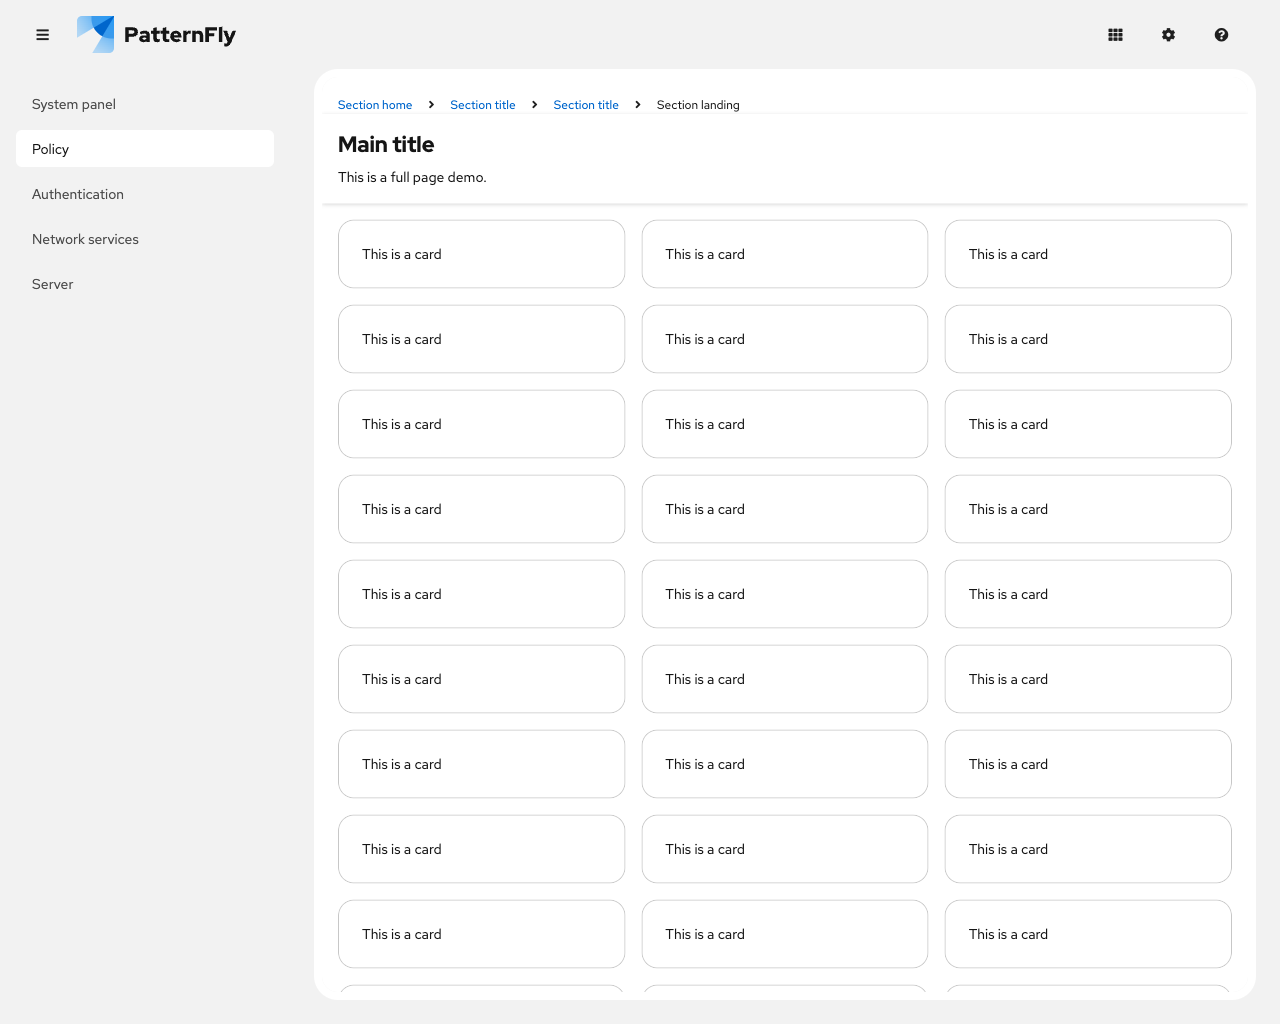 PatternFly
System panel
Policy
Authentication
Network services
Server
Section home Section title Section title Section landing
Main title
This is a full page demo.
This is a card This is a card This is a card
This is a card This is a card This is a card
This is a card This is a card This is a card
This is a card This is a card This is a card
This is a card This is a card This is a card
This is a card This is a card This is a card
This is a card This is a card This is a card
This is a card This is a card This is a card
This is a card This is a card This is a card